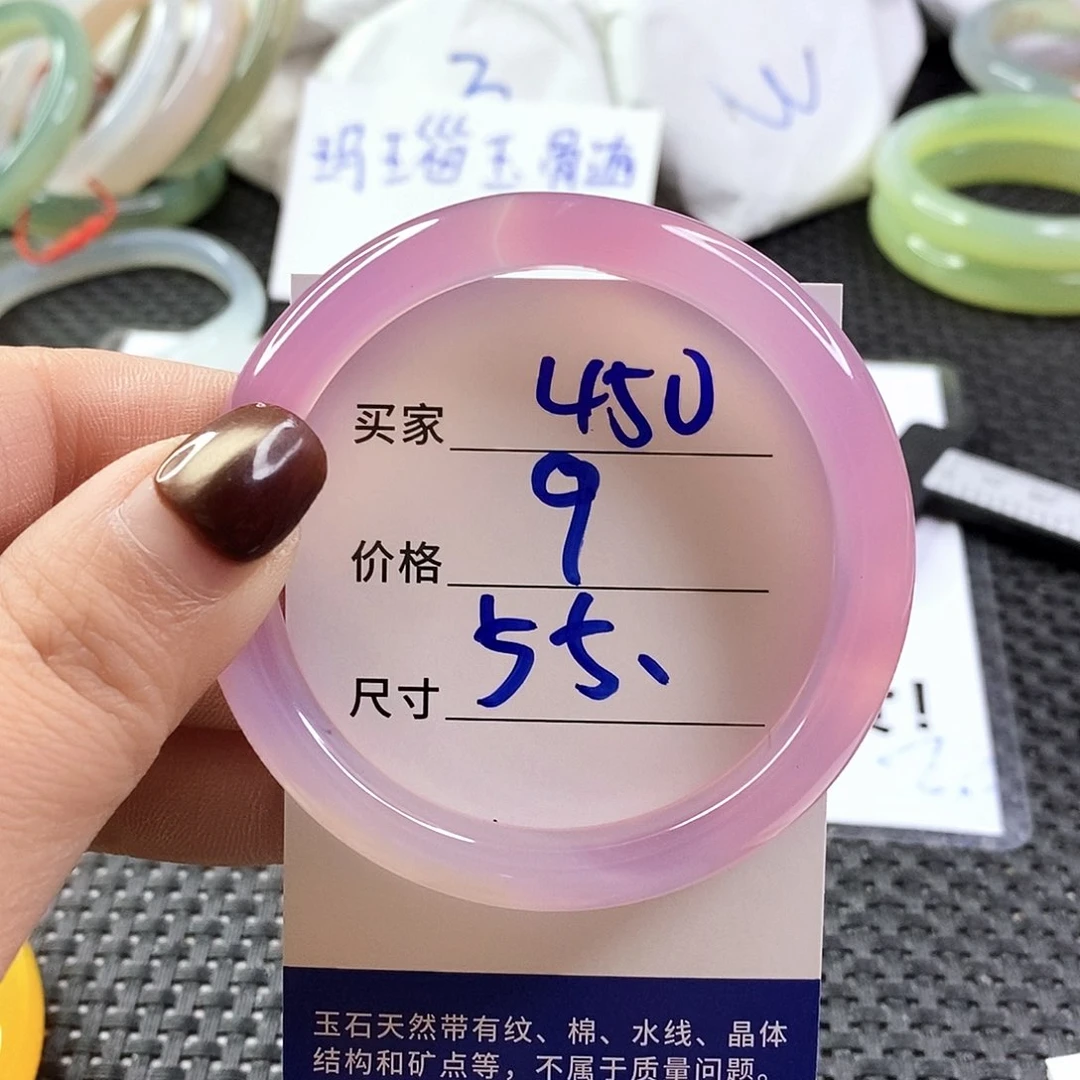 玛瑙玉骨髓
买家 450
价格 9
尺寸 55、
玉石天然带有纹、棉、水线、晶体
结构和矿点等，不属于质量问题。